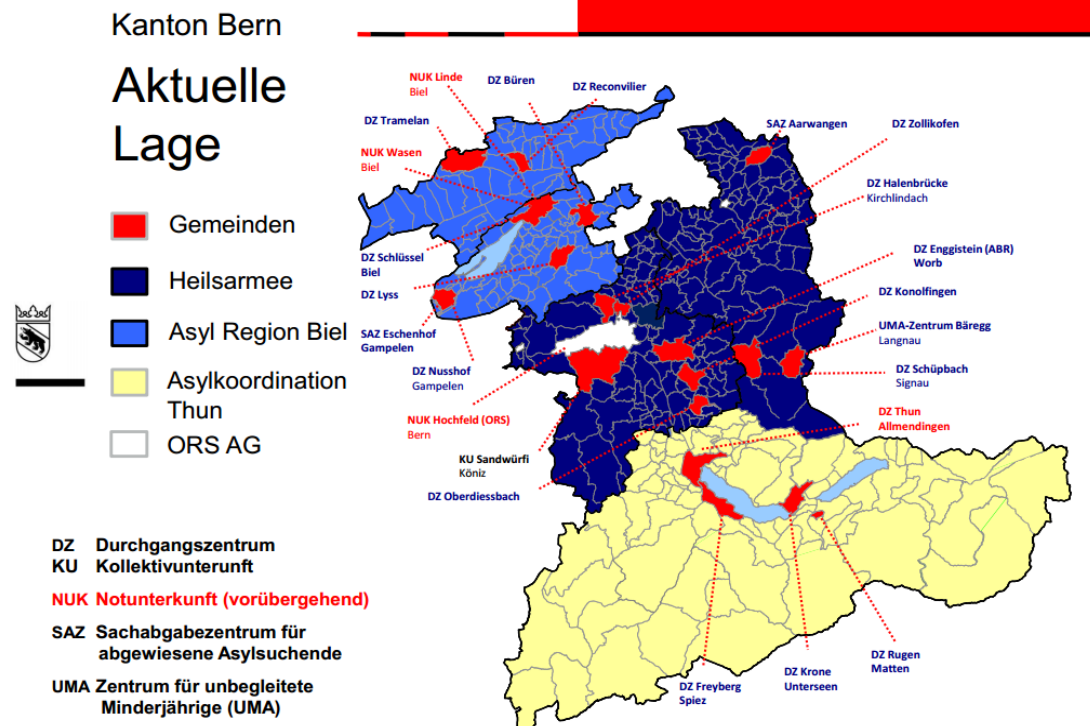 Kanton Bern
Aktuelle
Lage
Gemeinden
Heilsarmee
Asyl Region Biel
Asylkoordination
Thun
ORS AG
DZ Durchgangszentrum
KU Kollektivunterunft
NUK Notunterkunft (vorübergehend)
SAZ Sachabgabezentrum für
abgewiesene Asylsuchende
UMA Zentrum für unbegleitete
Minderjährige (UMA)
NUK Linde
Biel
DZ Büren
DZ Reconvilier
DZ Tramelan
NUK Wasen
Biel
SAZ Aarwangen
DZ Zollikofen
DZ Halenbrücke
Kirchlindach
DZ Schlüssel
Biel
DZ Enggistein (ABR)
Worb
DZ Lyss
DZ Konolfingen
SAZ Eschenhof
Gampelen
UMA-Zentrum Bäregg
Langnau
DZ Nusshof
Gampelen
DZ Schüpbach
Signau
NUK Hochfeld (ORS)
Bern
DZ Thun
Allmendingen
KU Sandwürfi
Köniz
DZ Oberdiessbach
DZ Rugen
Matten
DZ Krone
Unterseen
DZ Freyberg
Spiez